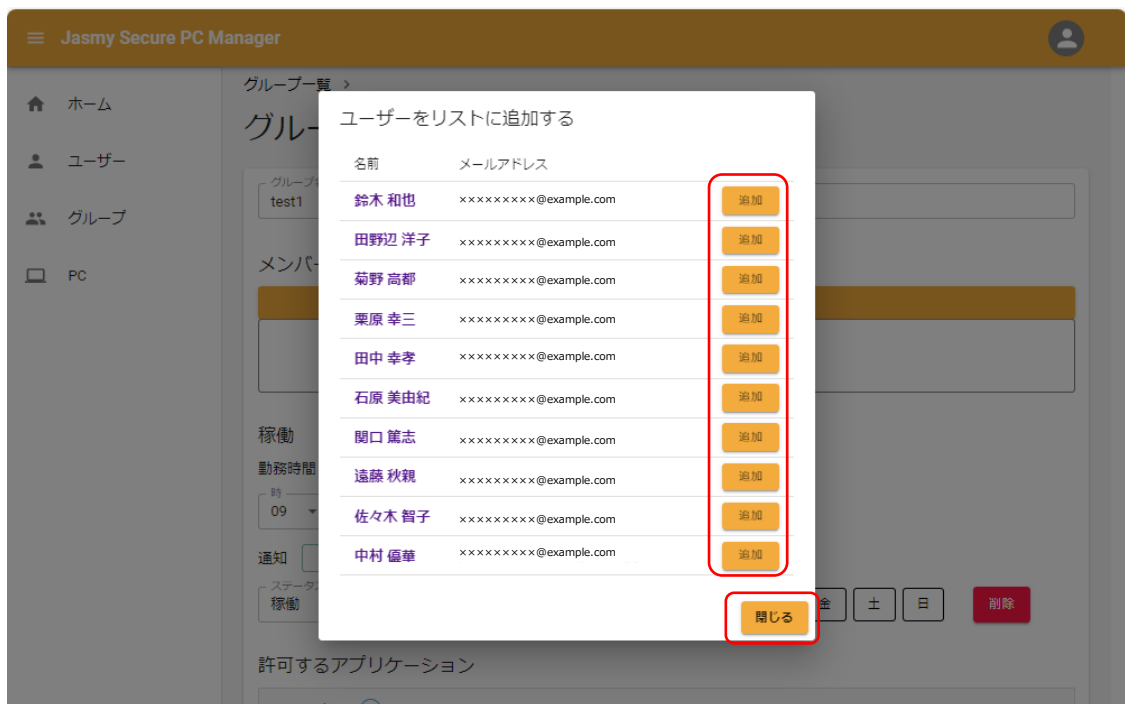 Jasmy Secure PC Manager
ホーム
ユーザー
グループ
PC
グループ一覧 >
グルー
test1
メンバー
稼働
勤務時間
時
09
通知
稼働
金 土 日 削除
許可するアプリケーション
ユーザーをリストに追加する
名前 メールアドレス
鈴木 和也 ×××××××××@example.com 追加
田野辺 洋子 ×××××××××@example.com 追加
菊野 高都 ×××××××××@example.com 追加
栗原 幸三 ×××××××××@example.com 追加
田中 幸孝 ×××××××××@example.com 追加
石原 美由紀 ×××××××××@example.com 追加
関口 篤志 ×××××××××@example.com 追加
遠藤 秋親 ×××××××××@example.com 追加
佐々木 智子 ×××××××××@example.com 追加
中村 優華 ×××××××××@example.com 追加
閉じる